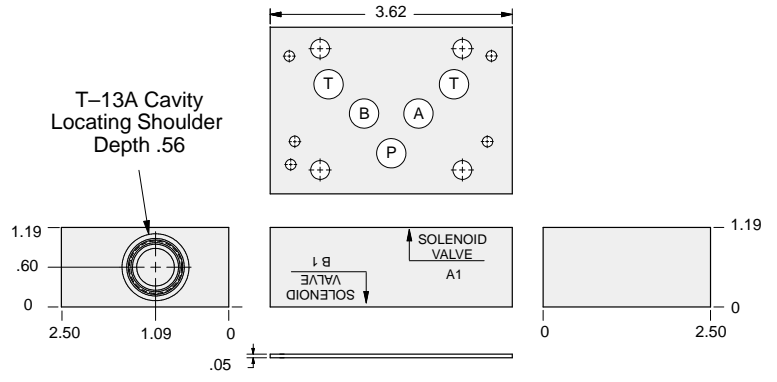 3.62
T T
B A
P
T–13A Cavity
Locating Shoulder
Depth .56
1.19
.60
0
2.50 1.09 0
SOLENOID
VALVE
A1
SOLENOID
VALVE
B1
.05
1.19
0
0 2.50